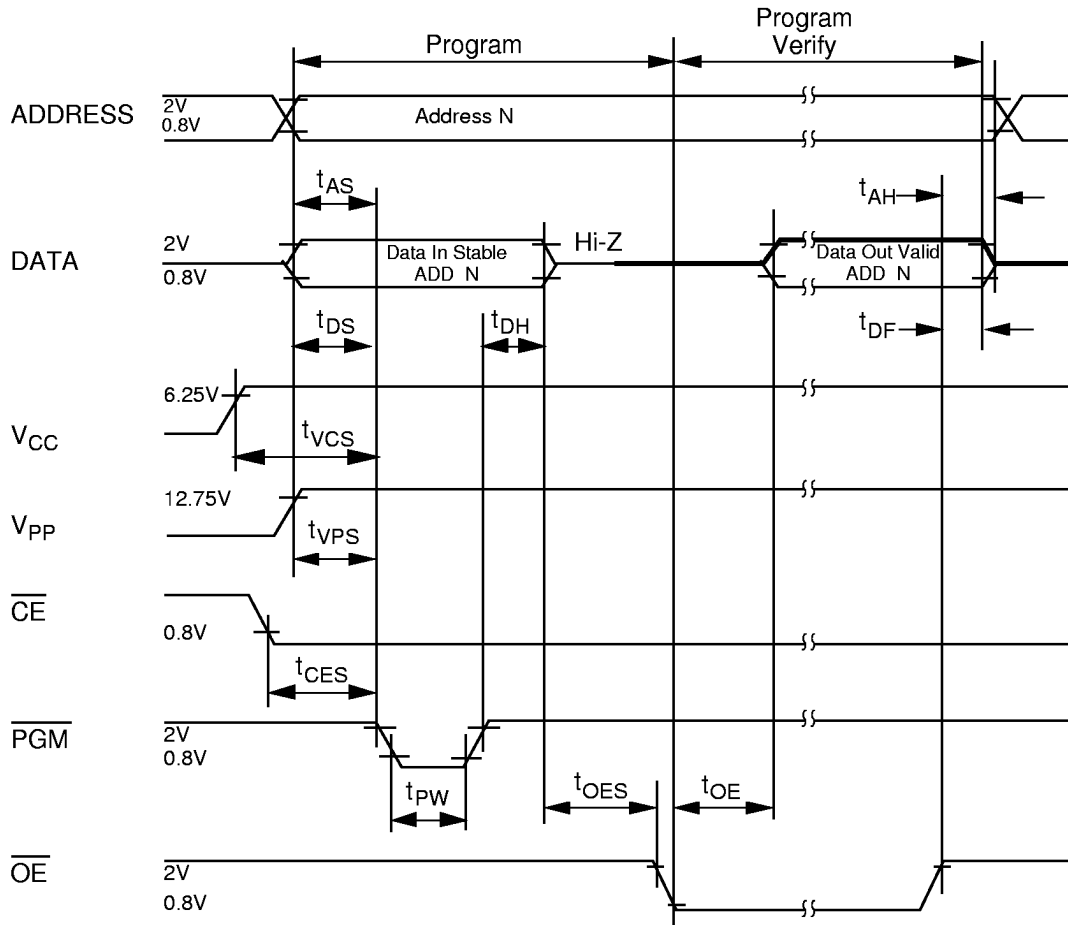 Program
Program
Verify
ADDRESS
2V
0.8V
Address N
tAS
tAH
DATA
2V
0.8V
Data In Stable
ADD N
Hi-Z
Data Out Valid
ADD N
tDS
tDH
tDF
VCC
6.25V
tVCS
VPP
12.75V
tVPS
CE
0.8V
tCES
PGM
2V
0.8V
tPW
tOES
tOE
OE
2V
0.8V